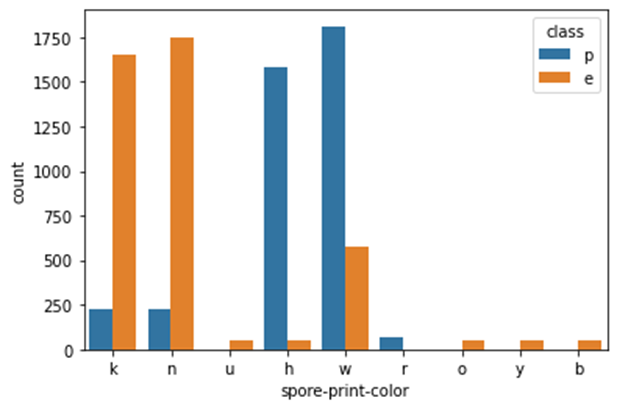 class
p
e
1750
1500
1250
1000
750
500
250
0
count
k n u h w r o y b
spore-print-color